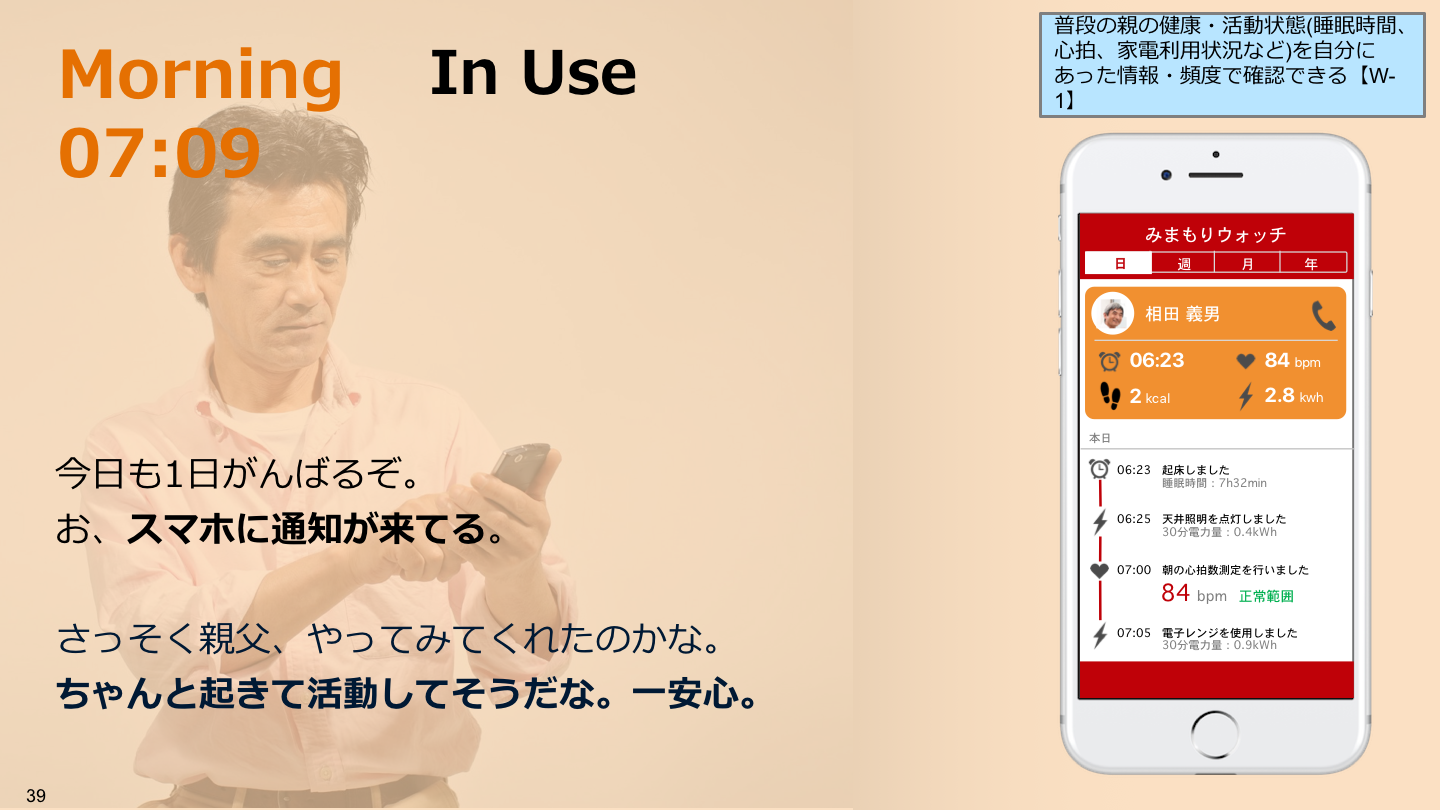 Morning
07:09
In Use
普段の親の健康・活動状態(睡眠時間、
心拍、家電利用状況など)を自分に
あった情報・頻度で確認できる【W-
1】
今日も1日がんばるぞ。
お、スマホに通知が来てる。
さっそく親父、やってみてくれたのかな。
ちゃんと起きて活動してそうだな。一安心。
みまもりウォッチ
日 週 月 年
相田 義男
06:23 84 bpm
2 kcal 2.8 kwh
本日
06:23 起床しました
睡眠時間：7h32min
06:25 天井照明を点灯しました
30分電力量：0.4kWh
07:00 朝の心拍数測定を行いました
84 bpm 正常範囲
07:05 電子レンジを使用しました
30分電力量：0.9kWh
39